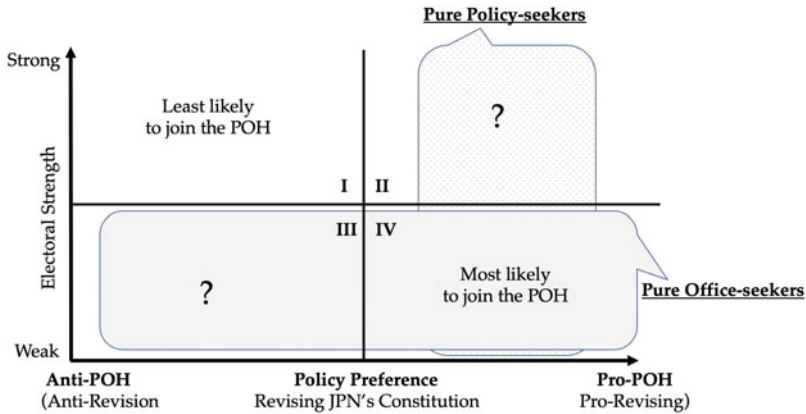 Pure Policy-seekers
Strong
Least likely
to join the POH
?
Electoral Strength
I
II
III
IV
?
Most likely
to join the POH
Pure Office-seekers
Weak
Anti-POH
(Anti-Revision
Policy Preference
Revising JPN's Constitution
Pro-POH
Pro-Revising)